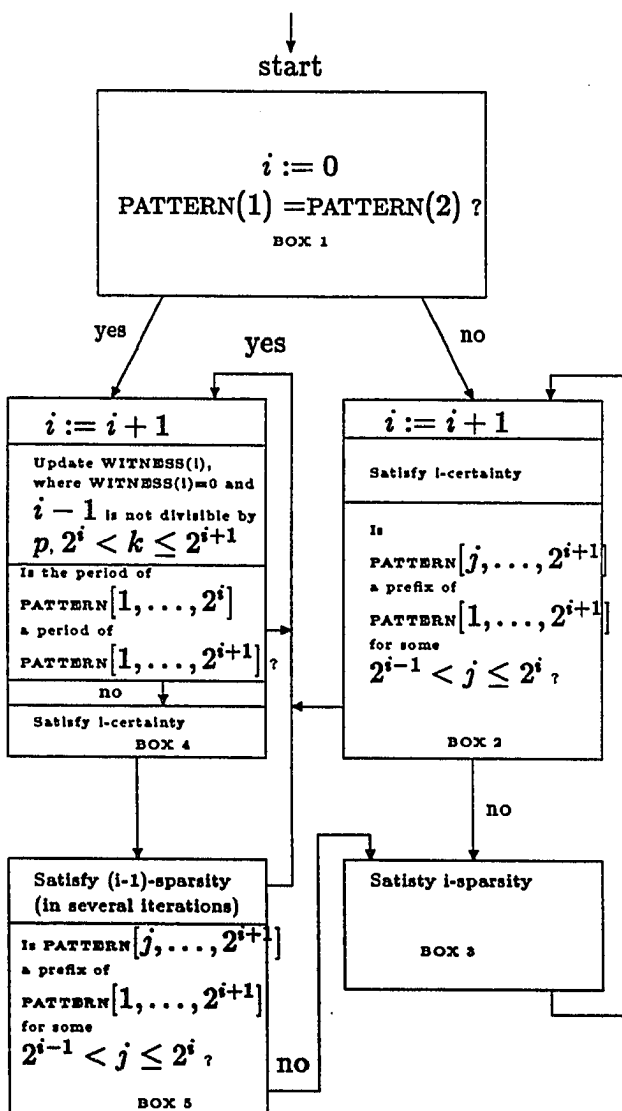 start
i := 0
PATTERN(1) =PATTERN(2) ?
BOX 1
yes
no
yes
i := i + 1
Update WITNESS(i),
where WITNESS(i)=0 and
i − 1 is not divisible by
p, 2^i < k ≤ 2^{i+1}
Is the period of
PATTERN[1, . . . , 2^i]
a period of
PATTERN[1, . . . , 2^{i+1}] ?
no
Satisfy i-certainty
BOX 4
i := i + 1
Satisfy i-certainty
Is
PATTERN[j, . . . , 2^{i+1}]
a prefix of
PATTERN[1, . . . , 2^{i+1}]
for some
2^{i−1} < j ≤ 2^i ?
BOX 2
no
Satisfy (i-1)-sparsity
(in several iterations)
Is PATTERN[j, . . . , 2^{i+1}]
a prefix of
PATTERN[1, . . . , 2^{i+1}]
for some
2^{i−1} < j ≤ 2^i ?
BOX 5
no
Satisty i-sparsity
BOX 3